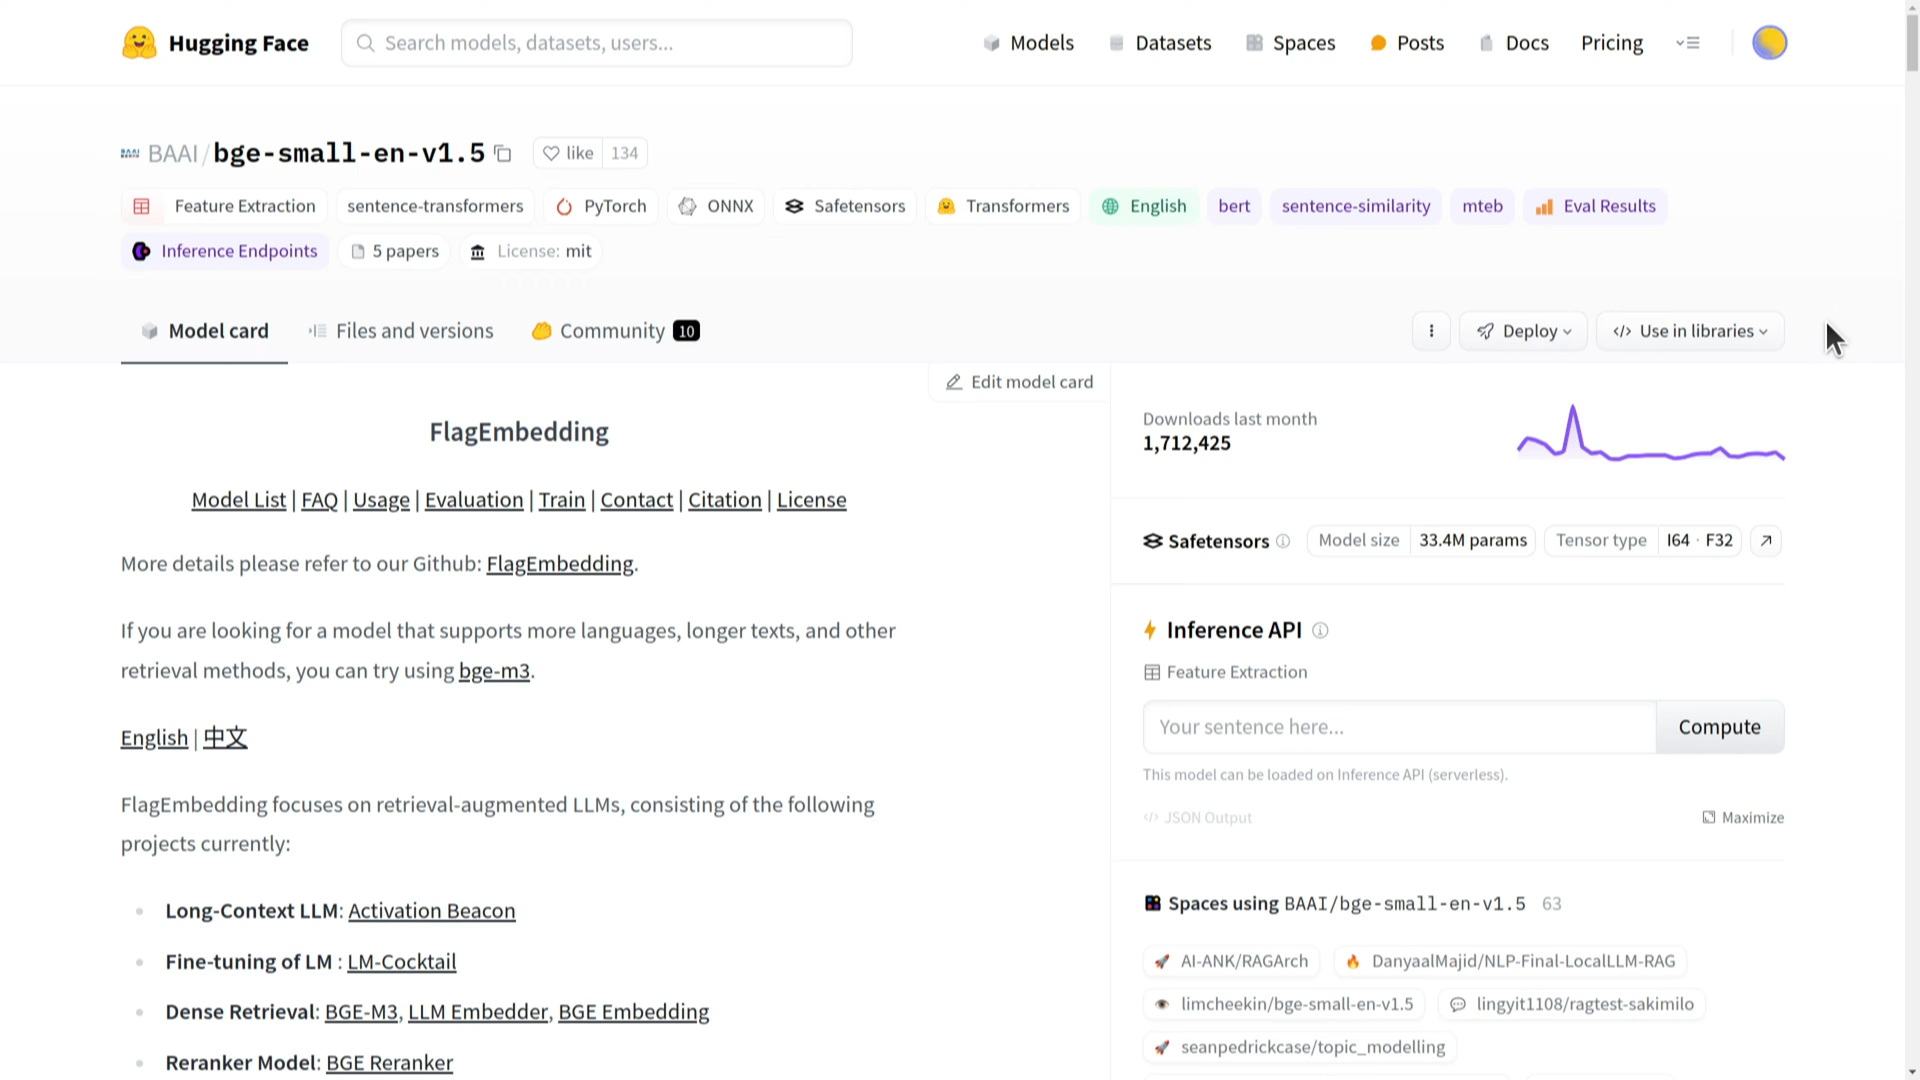 Hugging Face
Search models, datasets, users...
Models
Datasets
Spaces
Posts
Docs
Pricing
BAAI/bge-small-en-v1.5
like 134
Feature Extraction
sentence-transformers
PyTorch
ONNX
Safetensors
Transformers
English
bert
sentence-similarity
mteb
Eval Results
Inference Endpoints
5 papers
License: mit
Model card
Files and versions
Community 10
Deploy
</> Use in libraries
Edit model card
FlagEmbedding
Model List | FAQ | Usage | Evaluation | Train | Contact | Citation | License
More details please refer to our Github: FlagEmbedding.
If you are looking for a model that supports more languages, longer texts, and other
retrieval methods, you can try using bge-m3.
English | 中文
FlagEmbedding focuses on retrieval-augmented LLMs, consisting of the following
projects currently:
Long-Context LLM: Activation Beacon
Fine-tuning of LM : LM-Cocktail
Dense Retrieval: BGE-M3, LLM Embedder, BGE Embedding
Reranker Model: BGE Reranker
Downloads last month
1,712,425
Safetensors
Model size 33.4M params
Tensor type I64 · F32
Inference API
Feature Extraction
Your sentence here...
Compute
This model can be loaded on Inference API (serverless).
</> JSON Output
Maximize
Spaces using BAAI/bge-small-en-v1.5 63
AI-ANK/RAGArch
DanyaalMajid/NLP-Final-LocalLLM-RAG
limcheekin/bge-small-en-v1.5
lingyit1108/ragtest-sakimilo
seanpedrickcase/topic_modelling